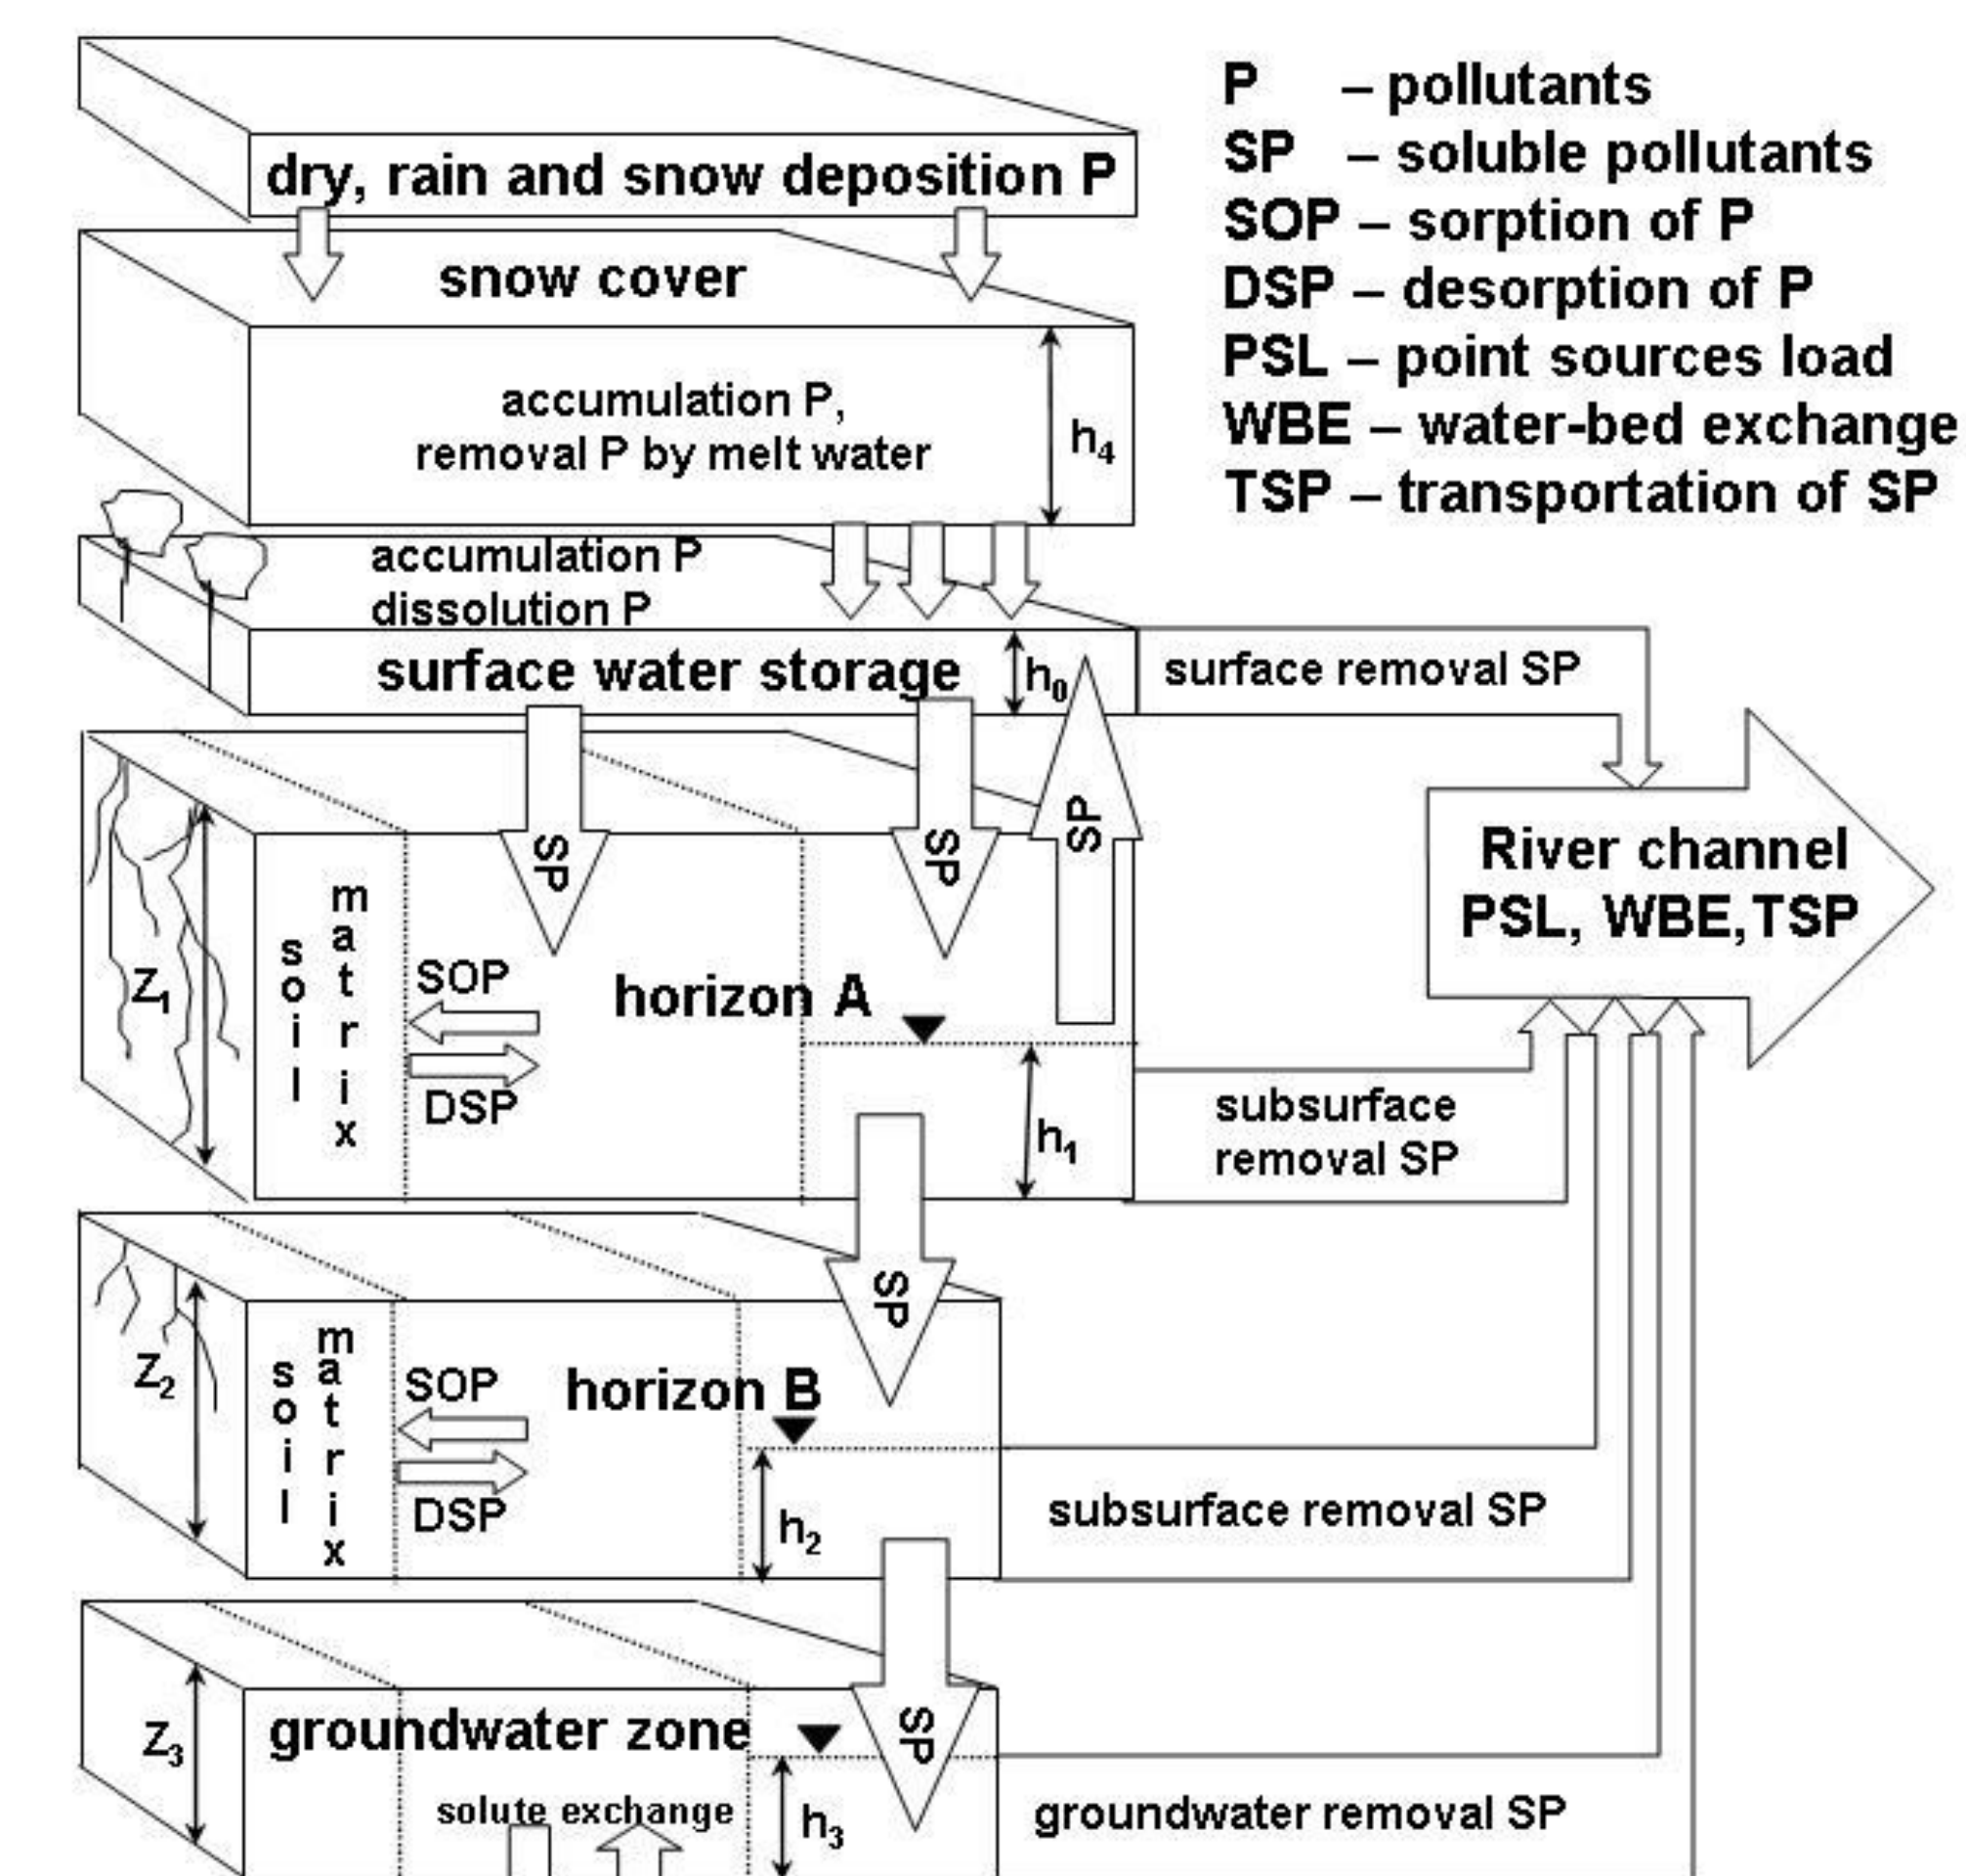 dry, rain and snow deposition P
snow cover
accumulation P,
removal P by melt water
h4
accumulation P
dissolution P
surface water storage
h0
surface removal SP
P – pollutants
SP – soluble pollutants
SOP – sorption of P
DSP – desorption of P
PSL – point sources load
WBE – water-bed exchange
TSP – transportation of SP
SP
SP
SP
River channel
PSL, WBE,TSP
Z1
soil
matrix
SOP
DSP
horizon A
h1
subsurface
removal SP
SP
Z2
soil
matrix
SOP
DSP
horizon B
h2
subsurface removal SP
SP
Z3
groundwater zone
solute exchange
h3
groundwater removal SP